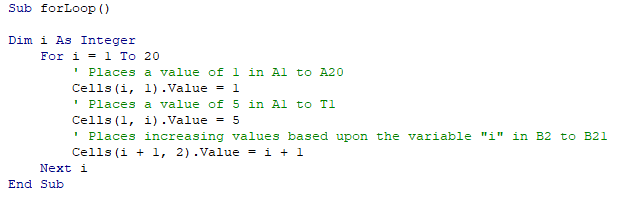 Sub forLoop()
Dim i As Integer
For i = 1 To 20
' Places a value of 1 in A1 to A20
Cells(i, 1).Value = 1
' Places a value of 5 in A1 to T1
Cells(1, i).Value = 5
' Places increasing values based upon the variable "i" in B2 to B21
Cells(i + 1, 2).Value = i + 1
Next i
End Sub